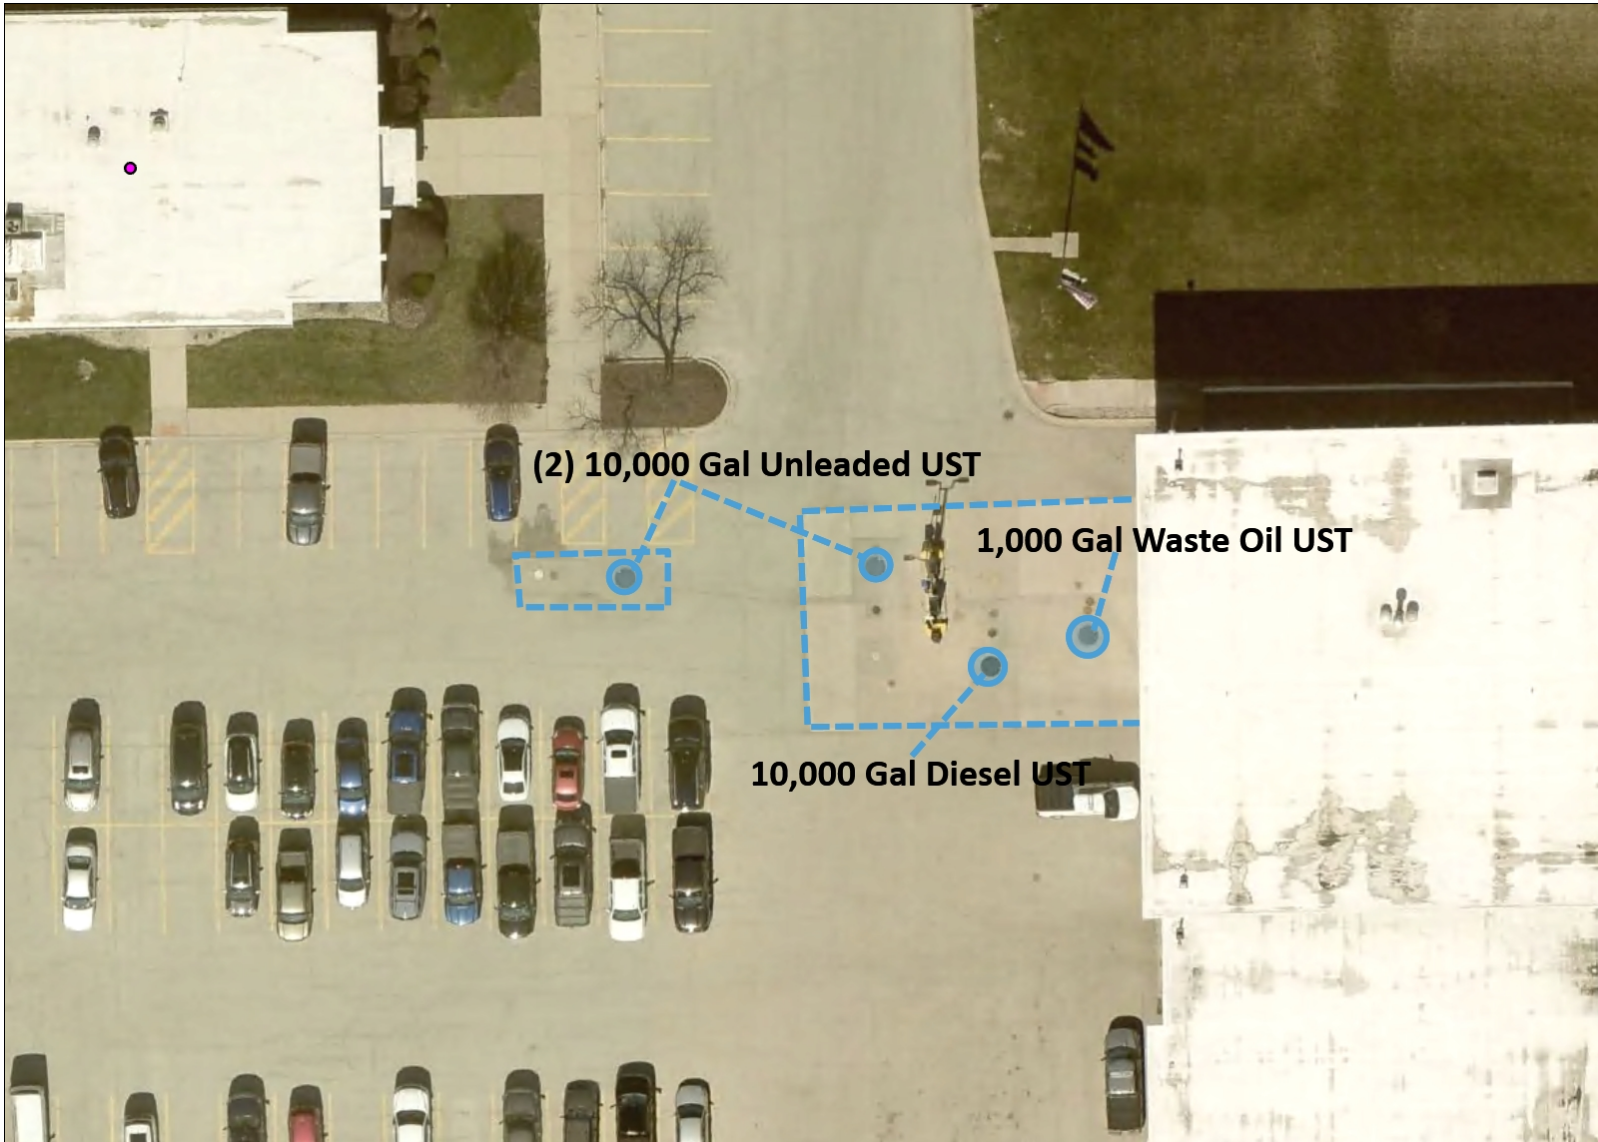 (2) 10,000 Gal Unleaded UST
1,000 Gal Waste Oil UST
10,000 Gal Diesel UST